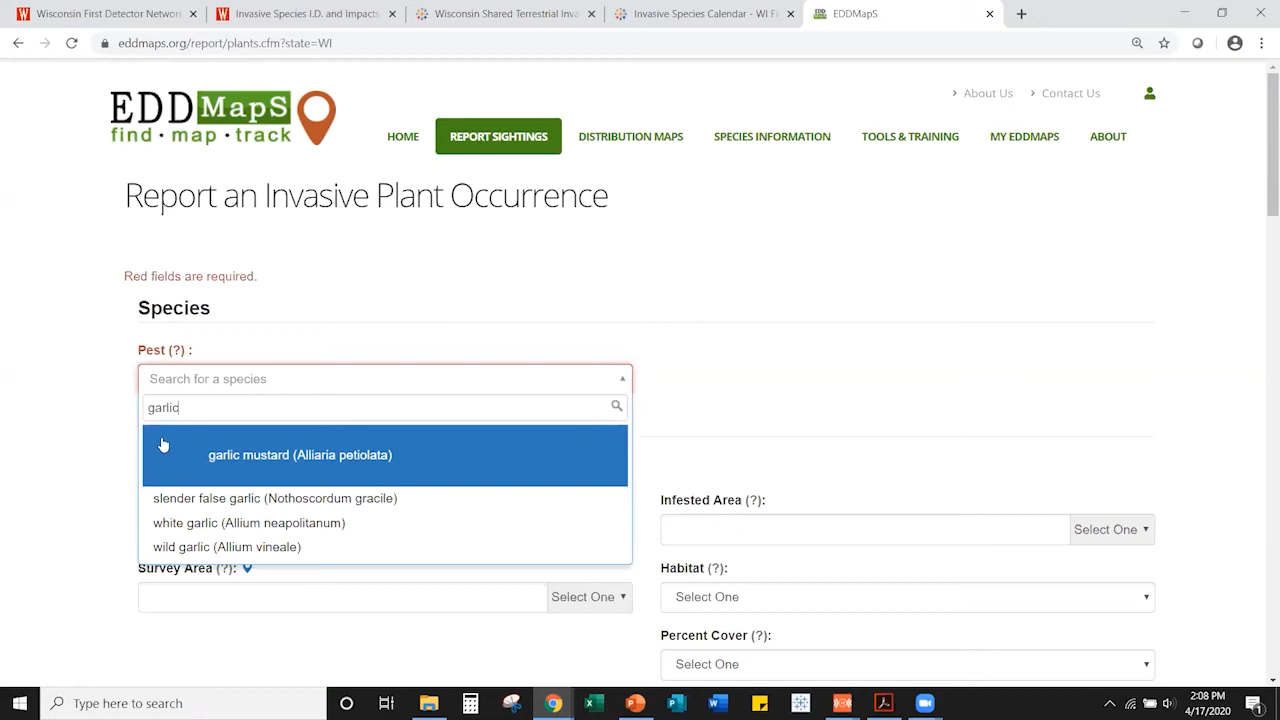 Wisconsin First Detector Network
Invasive Species I.D. and Impacts
Wisconsin Shared Terrestrial Inva
Invasive Species Calendar - WI Fi
EDDMapS
eddmaps.org/report/plants.cfm?state=WI
EDDMapS
find · map · track
About Us
Contact Us
HOME
REPORT SIGHTINGS
DISTRIBUTION MAPS
SPECIES INFORMATION
TOOLS & TRAINING
MY EDDMAPS
ABOUT
Report an Invasive Plant Occurrence
Red fields are required.
Species
Pest (?) :
Search for a species
garlic
garlic mustard (Alliaria petiolata)
slender false garlic (Nothoscordum gracile)
white garlic (Allium neapolitanum)
wild garlic (Allium vineale)
Infested Area (?):
Select One
Survey Area (?):
Select One
Habitat (?):
Select One
Percent Cover (?):
Select One
Type here to search
2:08 PM
4/17/2020